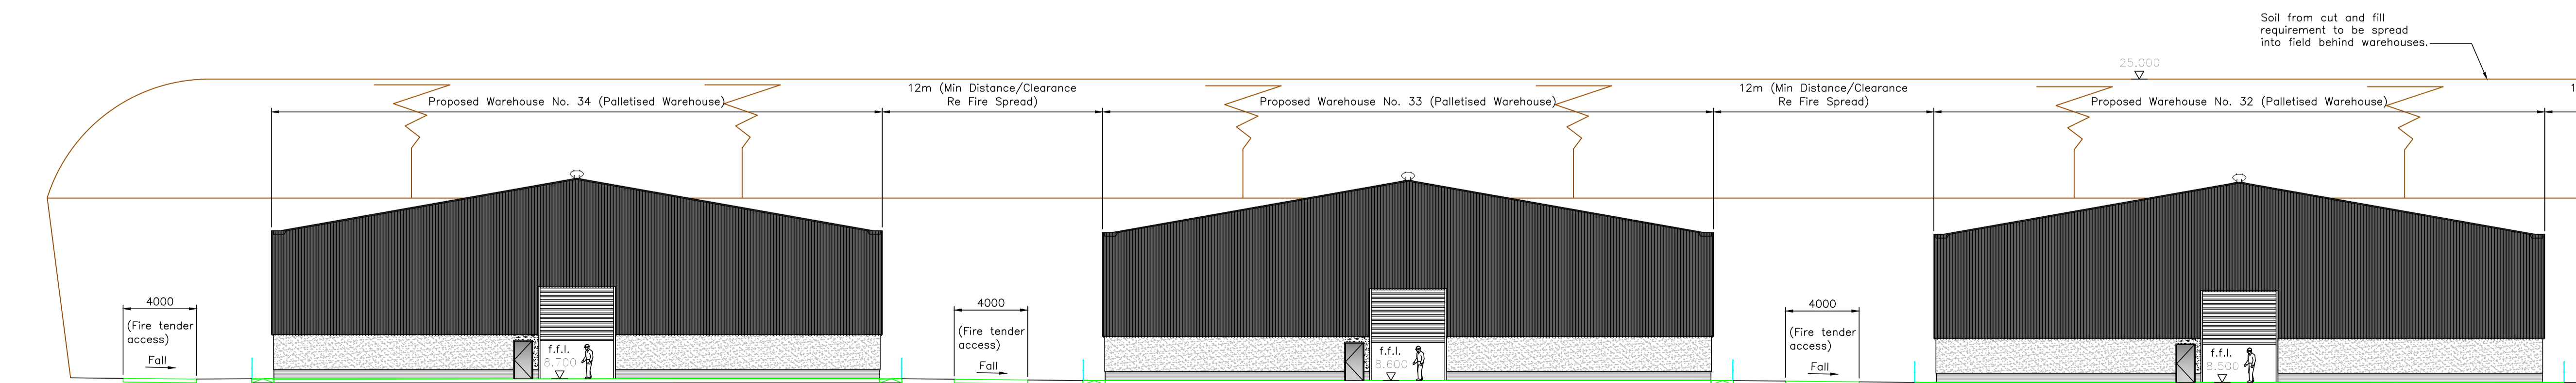 Soil from cut and fill
requirement to be spread
into field behind warehouses.
25.000
12m (Min Distance/Clearance
Re Fire Spread)
12m (Min Distance/Clearance
Re Fire Spread)
1
Proposed Warehouse No. 34 (Palletised Warehouse)
Proposed Warehouse No. 33 (Palletised Warehouse)
Proposed Warehouse No. 32 (Palletised Warehouse)
4000
(Fire tender
access)
Fall
f.f.l.
8.700
4000
(Fire tender
access)
Fall
f.f.l.
8.600
4000
(Fire tender
access)
Fall
f.f.l.
8.500